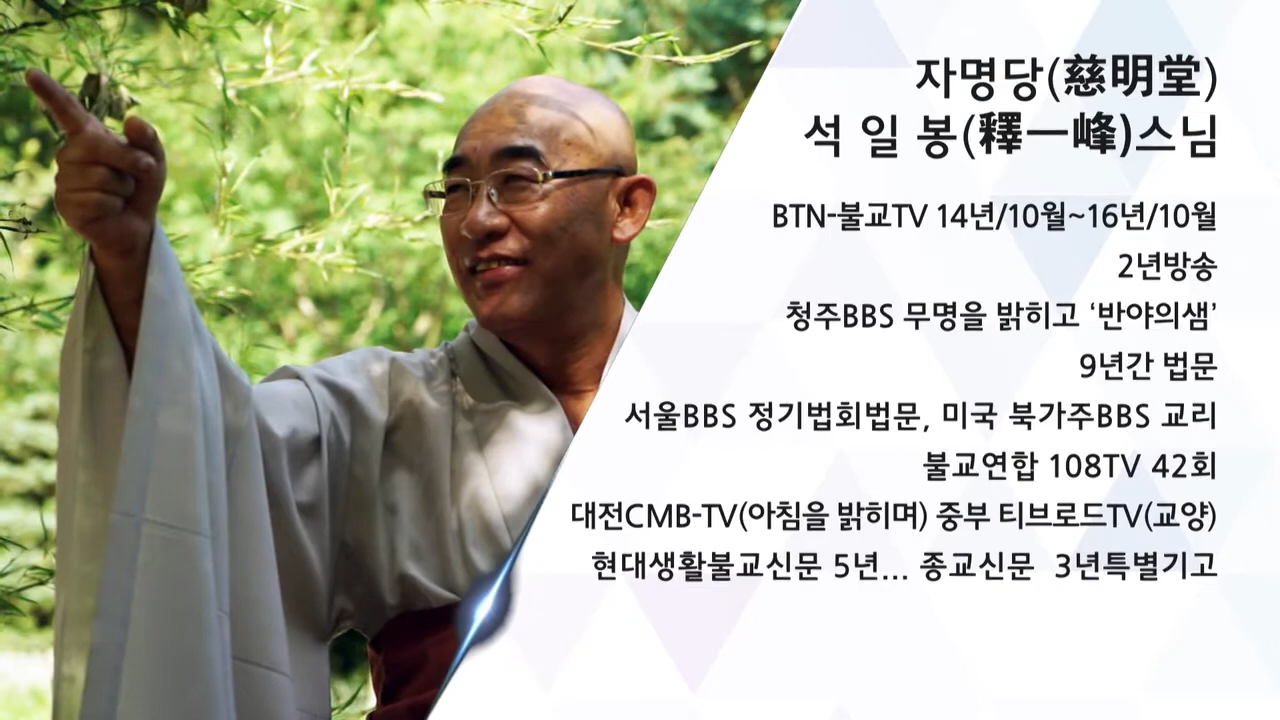 자명당(慈明堂)
석 일 봉(釋一峰)스님
BTN-불교TV 14년/10월~16년/10월
2년방송
청주BBS 무명을 밝히고 ‘반야의샘’
9년간 법문
서울BBS 정기법회법문, 미국 북가주BBS 교리
불교연합 108TV 42회
대전CMB-TV(아침을 밝히며) 중부 티브로드TV(교양)
현대생활불교신문 5년... 종교신문 3년특별기고